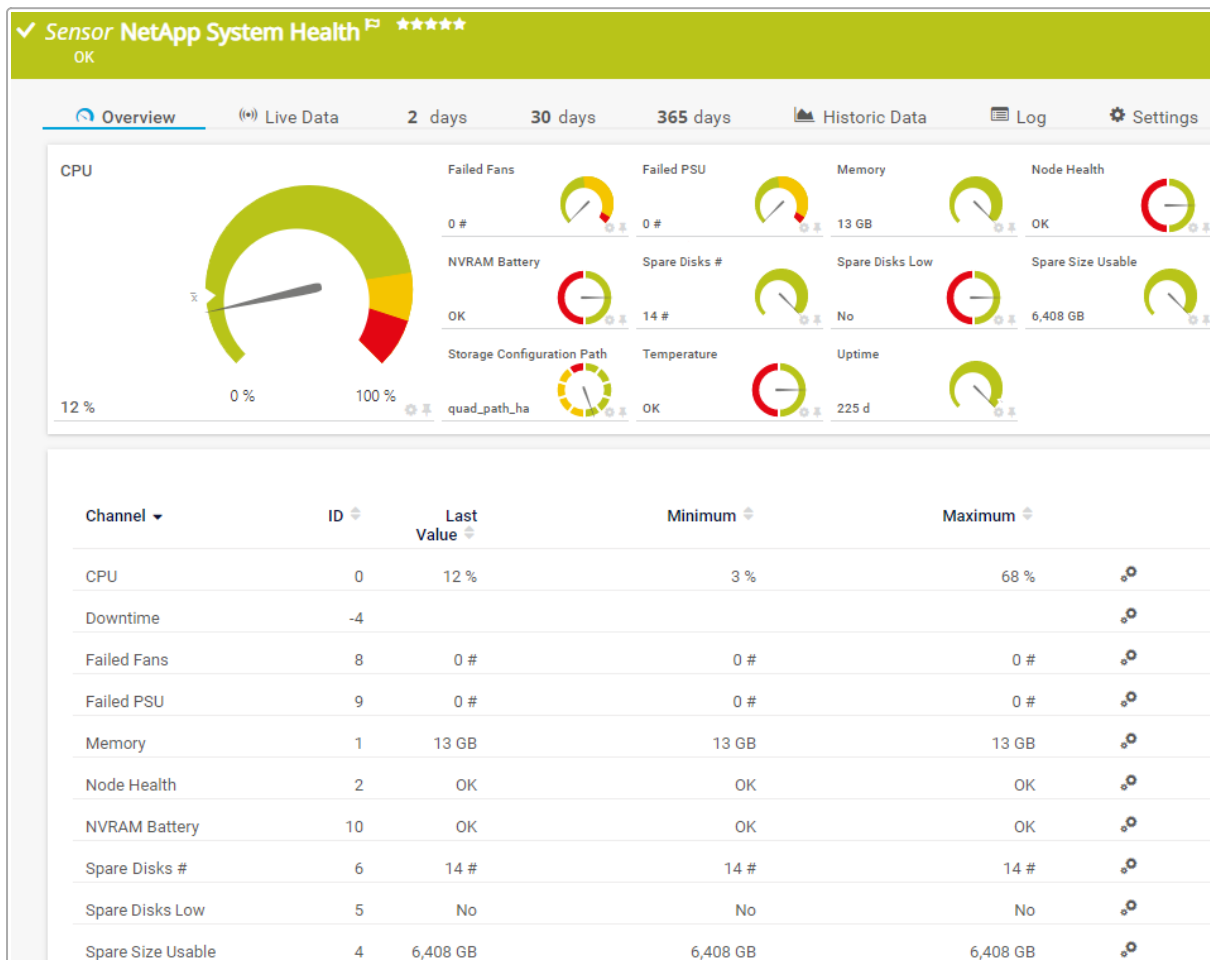 Sensor NetApp System Health
OK
Overview Live Data 2 days 30 days 365 days Historic Data Log Settings
CPU
x̄
0 % 100 %
12 %
Failed Fans
0 #
Failed PSU
0 #
Memory
13 GB
Node Health
OK
NVRAM Battery
OK
Spare Disks #
14 #
Spare Disks Low
No
Spare Size Usable
6,408 GB
Storage Configuration Path
quad_path_ha
Temperature
OK
Uptime
225 d
Channel ID Last Value Minimum Maximum
CPU 0 12 % 3 % 68 %
Downtime -4
Failed Fans 8 0 # 0 # 0 #
Failed PSU 9 0 # 0 # 0 #
Memory 1 13 GB 13 GB 13 GB
Node Health 2 OK OK OK
NVRAM Battery 10 OK OK OK
Spare Disks # 6 14 # 14 # 14 #
Spare Disks Low 5 No No No
Spare Size Usable 4 6,408 GB 6,408 GB 6,408 GB